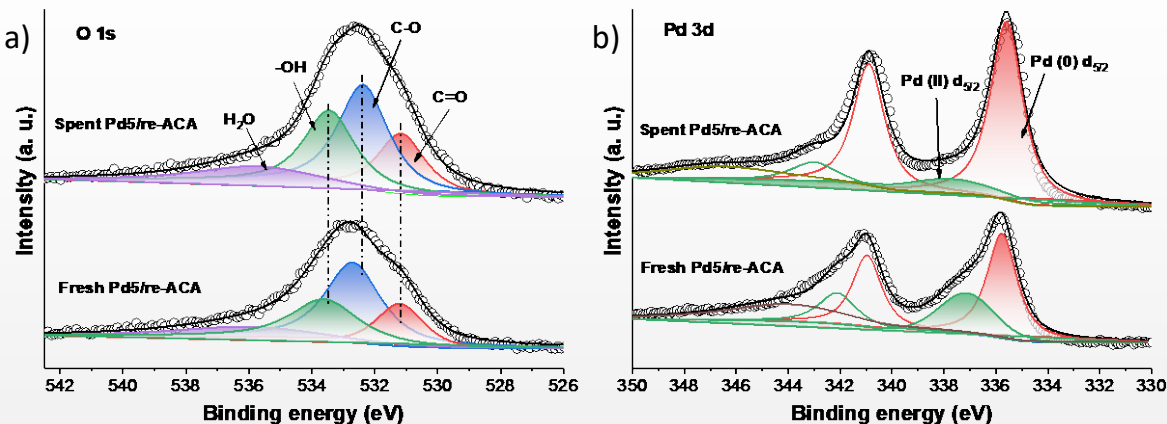 a)
O 1s
C-O
-OH
C=O
H₂O
Spent Pd5/re-ACA
Fresh Pd5/re-ACA
Intensity (a. u.)
542 540 538 536 534 532 530 528 526
Binding energy (eV)
b)
Pd 3d
Pd (0) d₅/₂
Pd (II) d₅/₂
Spent Pd5/re-ACA
Fresh Pd5/re-ACA
Intensity (a. u.)
350 348 346 344 342 340 338 336 334 332 330
Binding energy (eV)